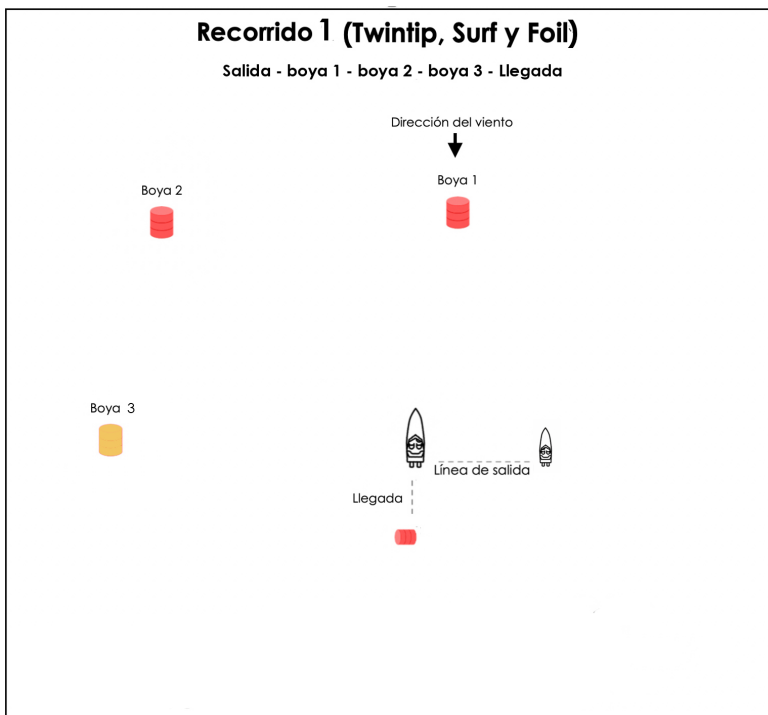 Recorrido 1 (Twintip, Surf y Foil)
Salida - boya 1 - boya 2 - boya 3 - Llegada
Dirección del viento
Boya 1
Boya 2
Boya 3
Línea de salida
Llegada